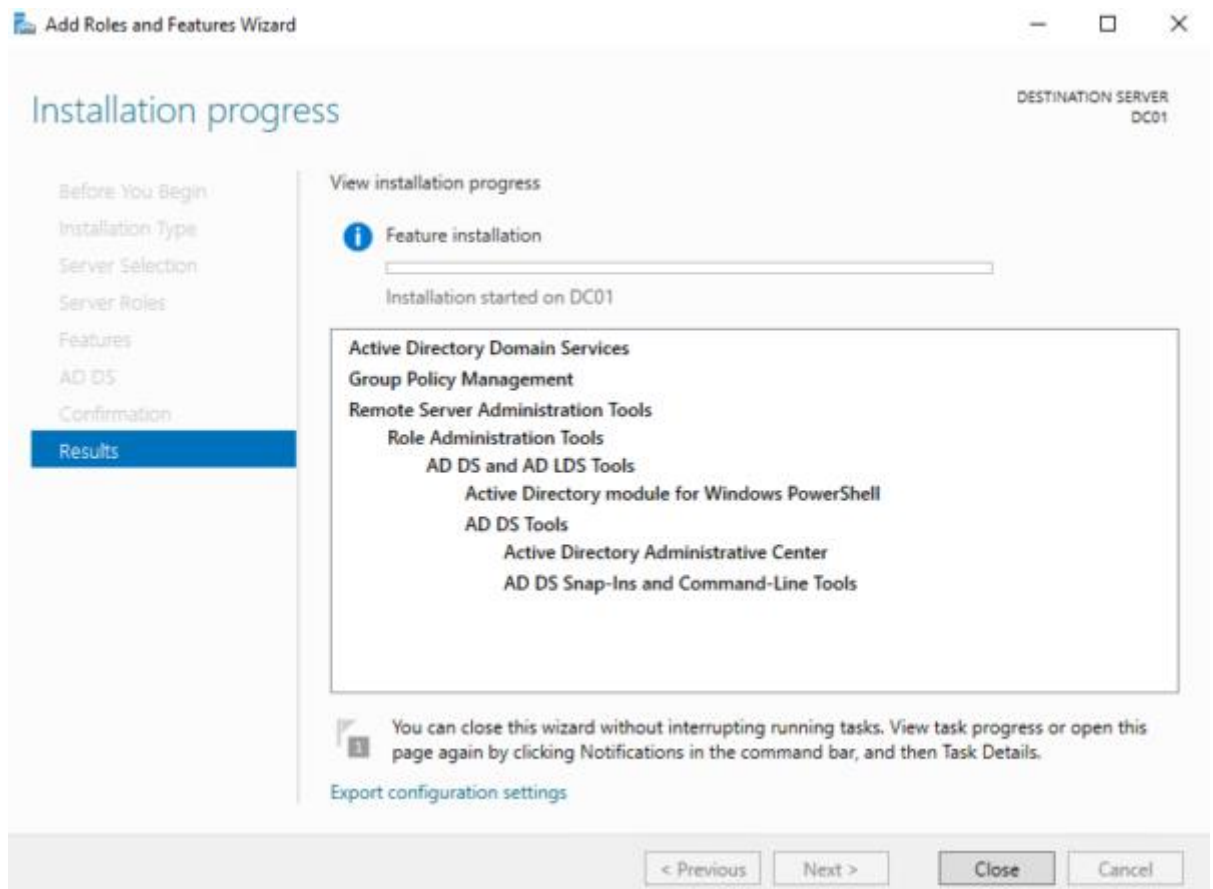 Add Roles and Features Wizard
Installation progress
DESTINATION SERVER
DC01
Before You Begin
Installation Type
Server Selection
Server Roles
Features
AD DS
Confirmation
Results
View installation progress
Feature installation
Installation started on DC01
Active Directory Domain Services
Group Policy Management
Remote Server Administration Tools
Role Administration Tools
AD DS and AD LDS Tools
Active Directory module for Windows PowerShell
AD DS Tools
Active Directory Administrative Center
AD DS Snap-Ins and Command-Line Tools
1
You can close this wizard without interrupting running tasks. View task progress or open this
page again by clicking Notifications in the command bar, and then Task Details.
Export configuration settings
< Previous
Next >
Close
Cancel